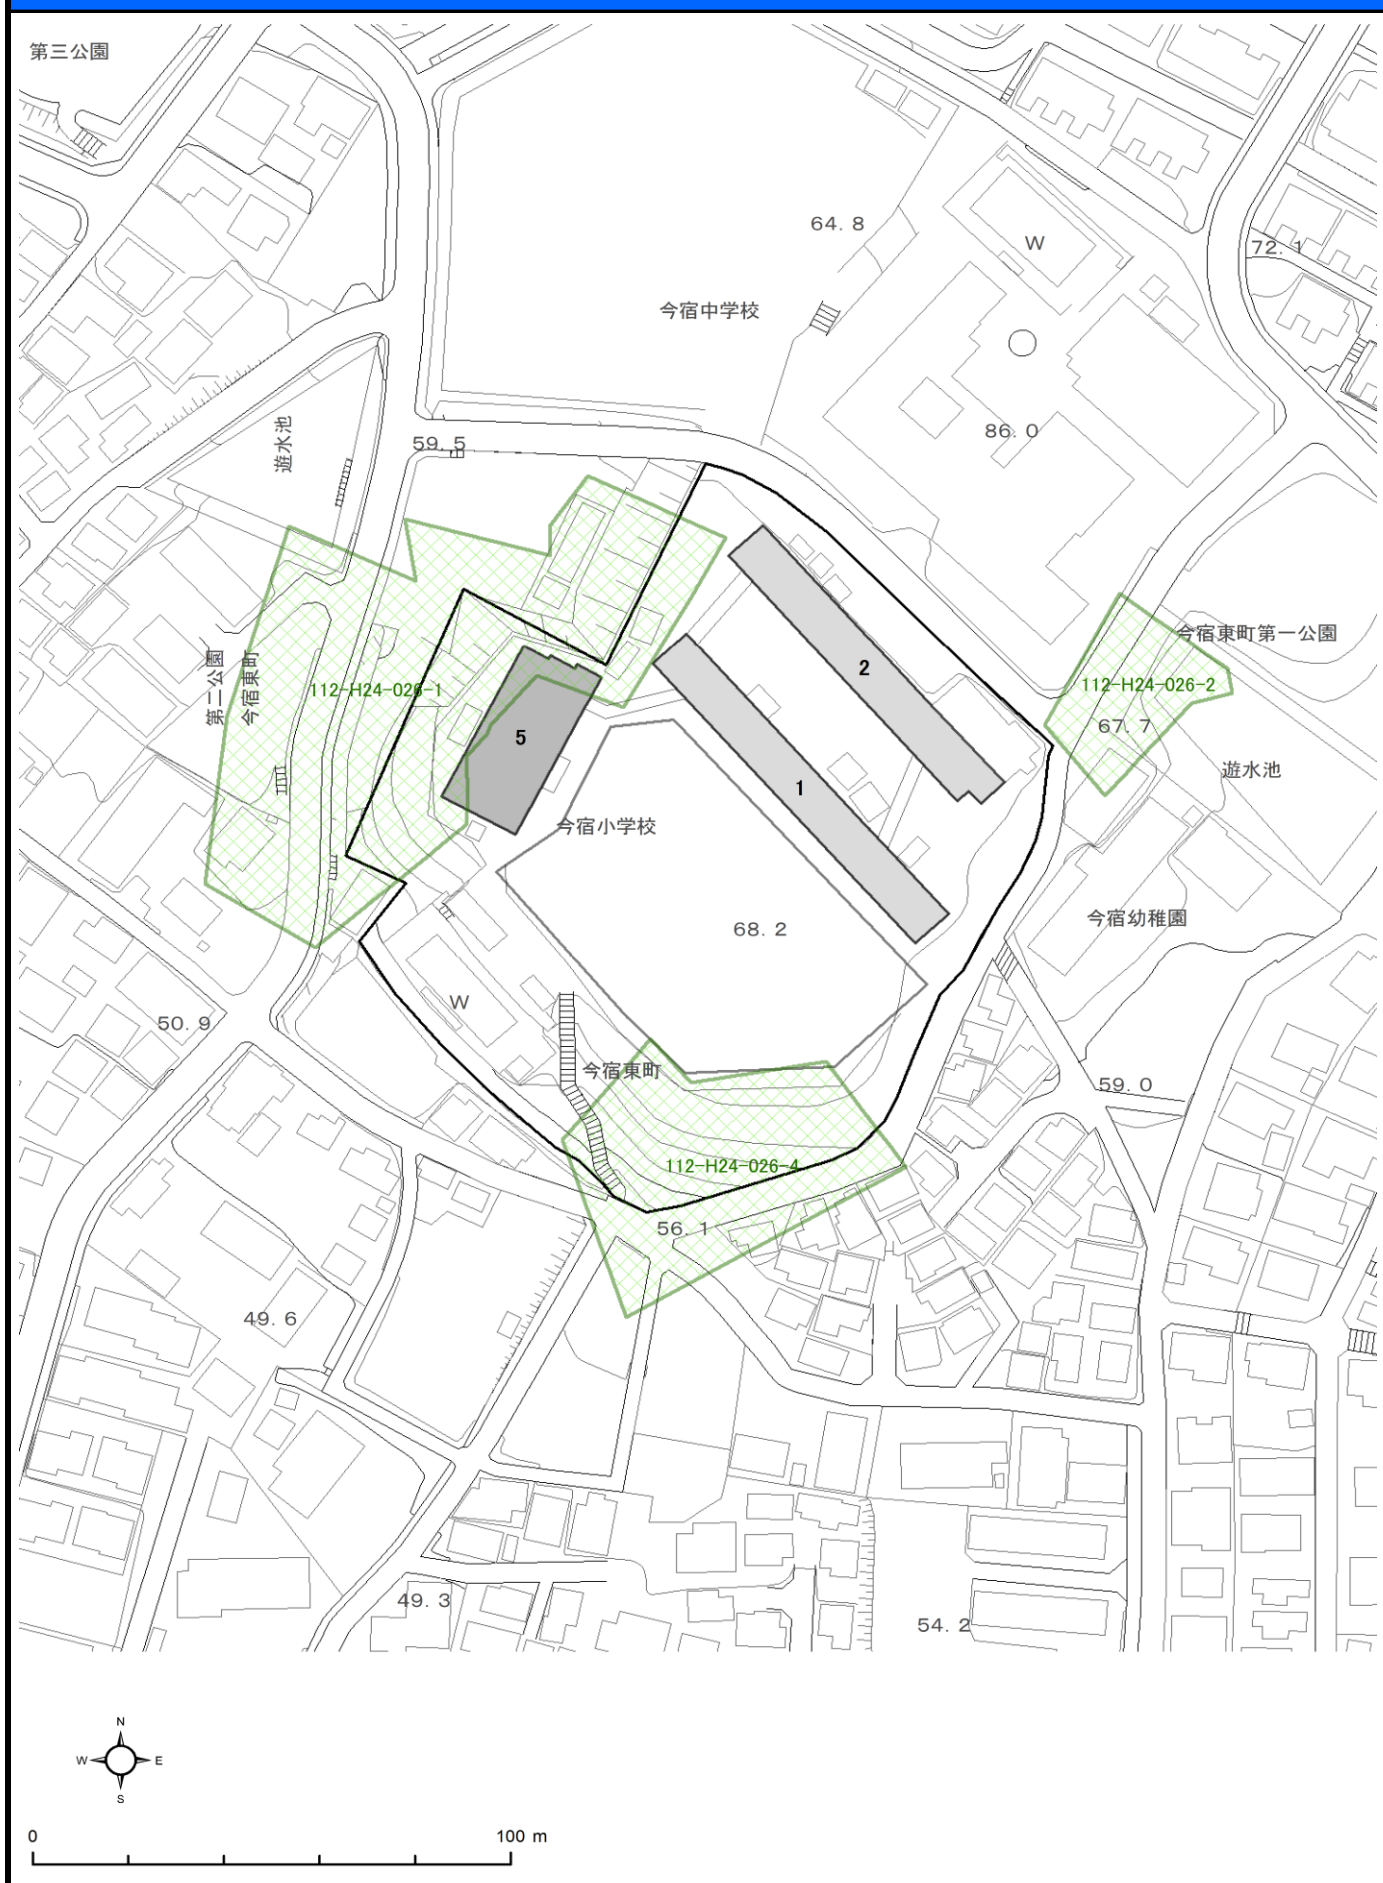 第三公園
64. 8
W
72. 1
今宿中学校
86. 0
遊水池
59. 5
今宿東町第一公園
第二公園
今宿東町
112-H24-026-1
112-H24-026-2
2
67. 7
5
遊水池
1
今宿小学校
今宿幼稚園
68. 2
W
50. 9
今宿東町
59. 0
112-H24-026-4
56. 1
49. 6
49. 3
54. 2
N
W
E
S
0
100 m